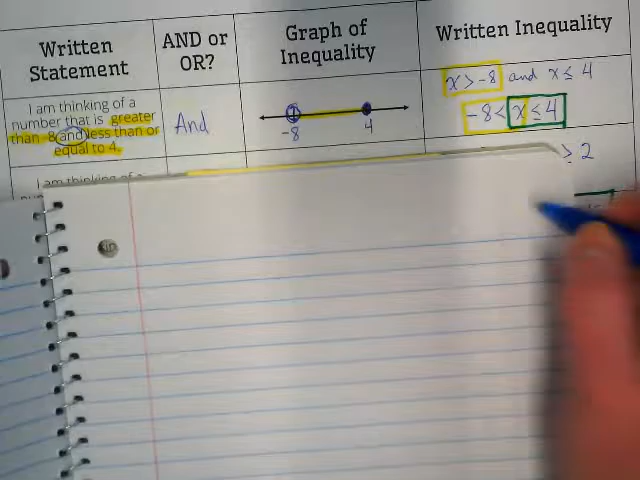 Written Statement
AND or OR?
Graph of Inequality
Written Inequality
I am thinking of a
number that is greater
than -8 and less than or
equal to 4.
And
-8
4
x > -8 and x ≤ 4
-8 < x ≤ 4
≥ 2
I am thinking of a